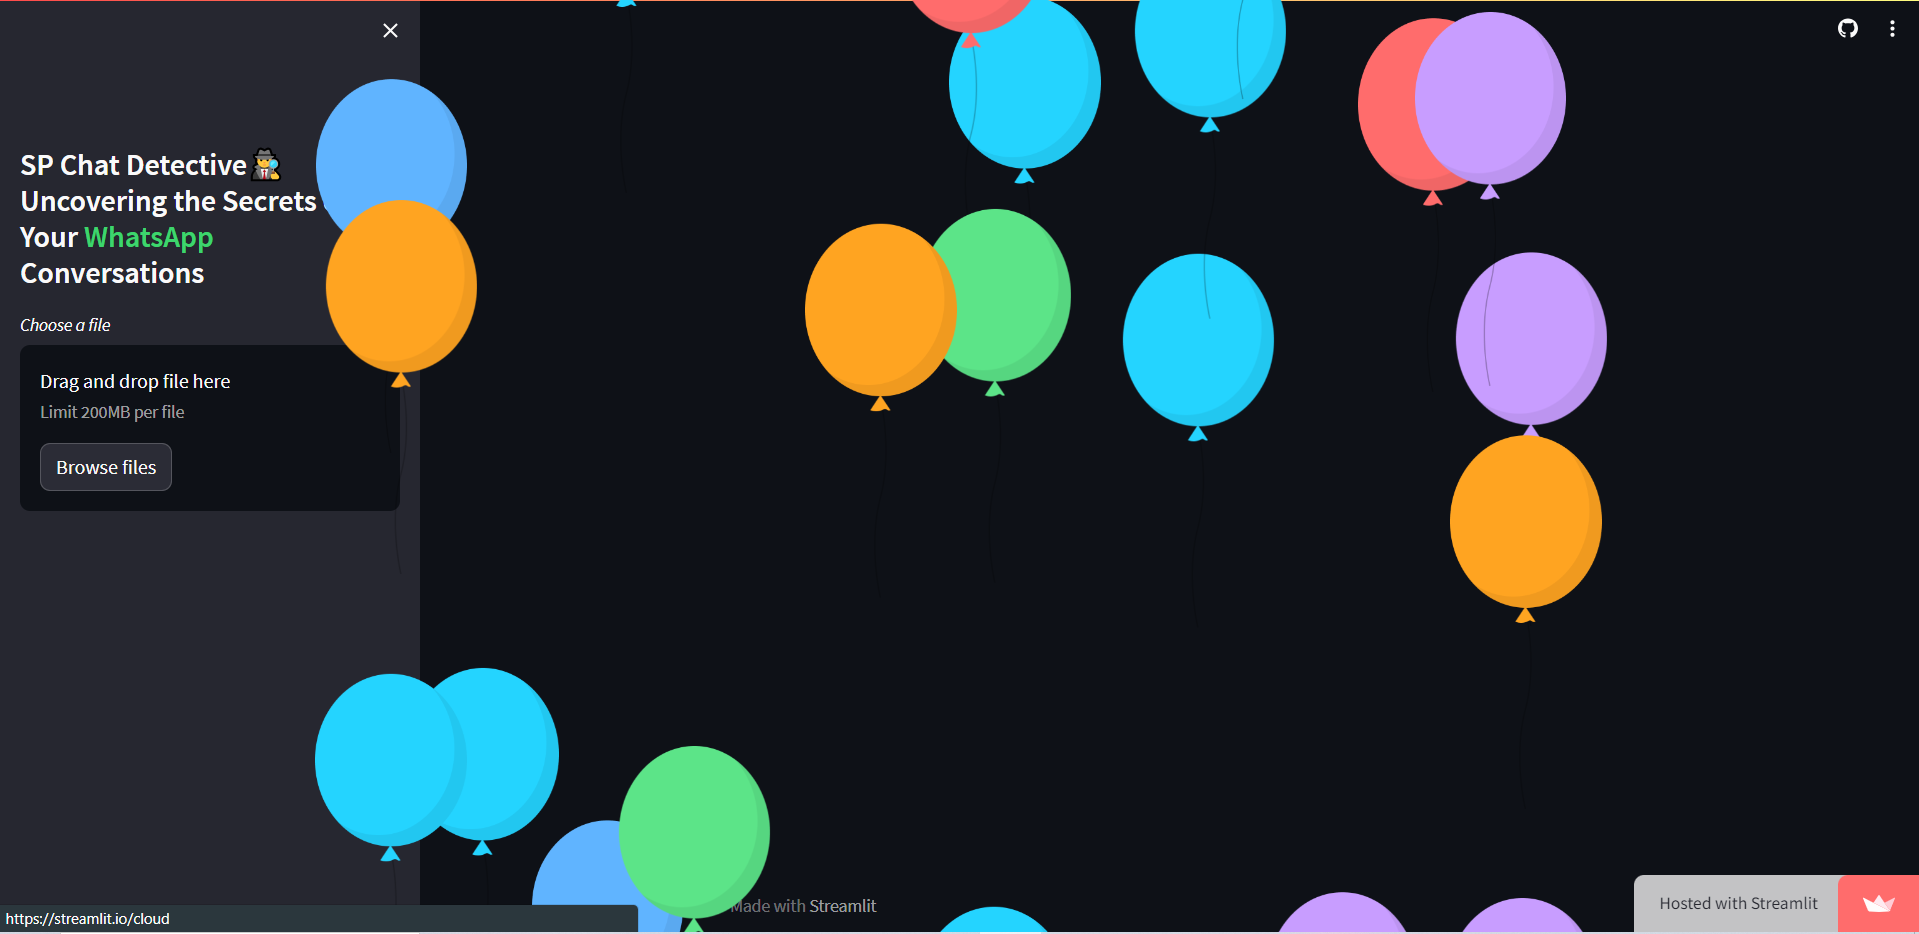 SP Chat Detective
Uncovering the Secrets
Your WhatsApp
Conversations
Choose a file
Drag and drop file here
Limit 200MB per file
Browse files
Made with Streamlit
Hosted with Streamlit
https://streamlit.io/cloud